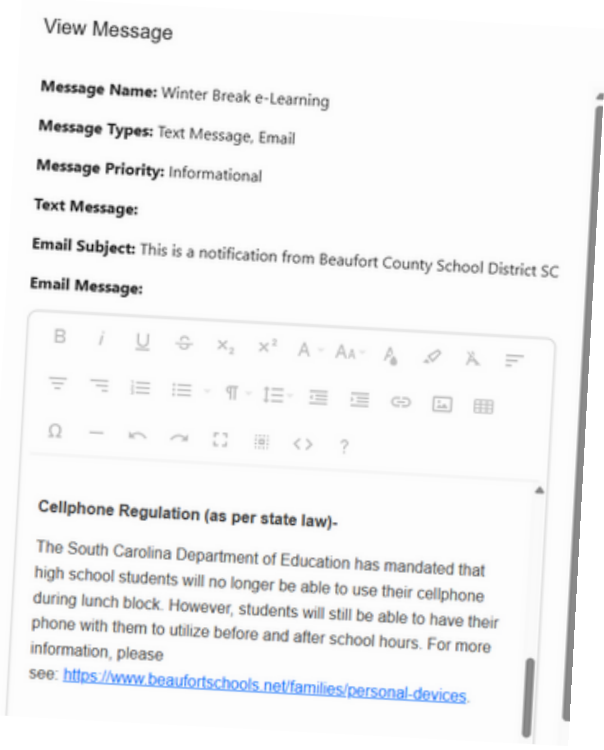 View Message
Message Name: Winter Break e-Learning
Message Types: Text Message, Email
Message Priority: Informational
Text Message:
Email Subject: This is a notification from Beaufort County School District SC
Email Message:
B i U S X₂ X² A AA A A
¶
Ω — <> ?
Cellphone Regulation (as per state law)-
The South Carolina Department of Education has mandated that
high school students will no longer be able to use their cellphone
during lunch block. However, students will still be able to have their
phone with them to utilize before and after school hours. For more
information, please
see: https://www.beaufortschools.net/families/personal-devices.